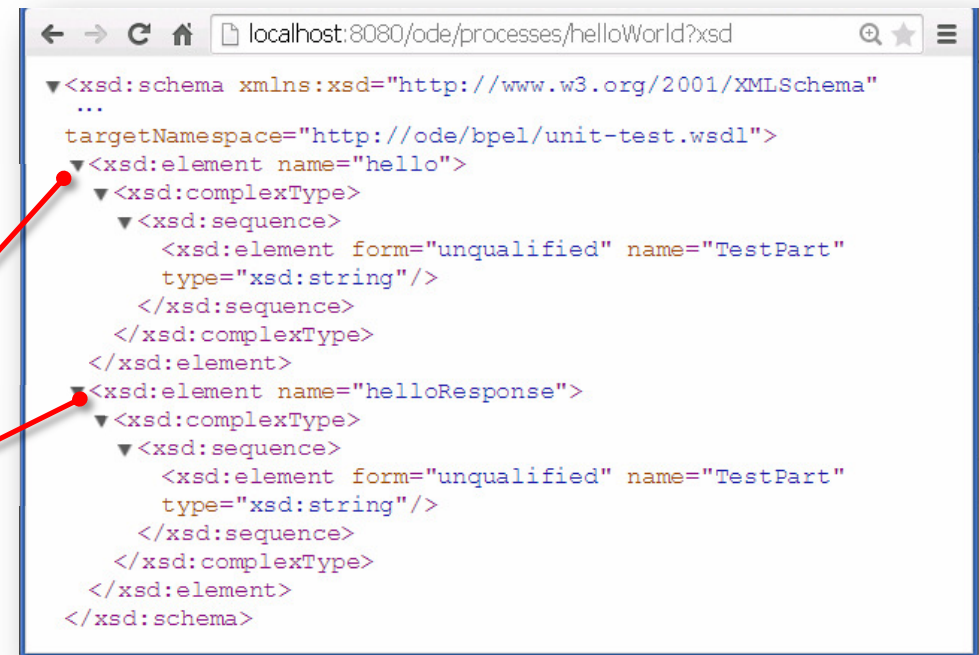 localhost:8080/ode/processes/helloWorld?xsd
▼<xsd:schema xmlns:xsd="http://www.w3.org/2001/XMLSchema"
...
targetNamespace="http://ode/bpel/unit-test.wsdl">
▼<xsd:element name="hello">
▼<xsd:complexType>
▼<xsd:sequence>
<xsd:element form="unqualified" name="TestPart"
type="xsd:string"/>
</xsd:sequence>
</xsd:complexType>
</xsd:element>
▼<xsd:element name="helloResponse">
▼<xsd:complexType>
▼<xsd:sequence>
<xsd:element form="unqualified" name="TestPart"
type="xsd:string"/>
</xsd:sequence>
</xsd:complexType>
</xsd:element>
</xsd:schema>